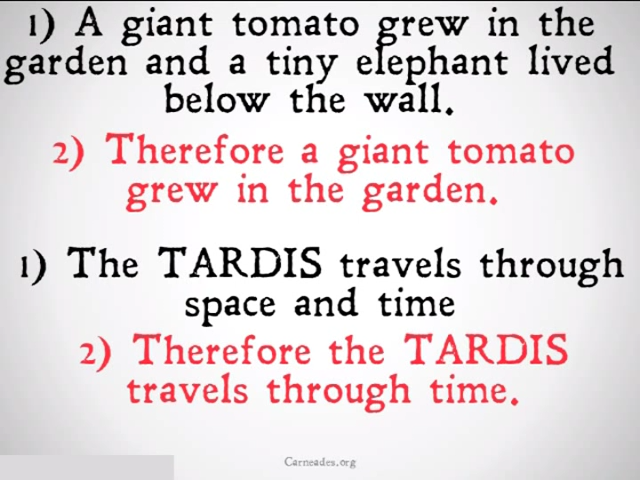 1) A giant tomato grew in the
garden and a tiny elephant lived
below the wall.
2) Therefore a giant tomato
grew in the garden.
1) The TARDIS travels through
space and time
2) Therefore the TARDIS
travels through time.
Carneades.org